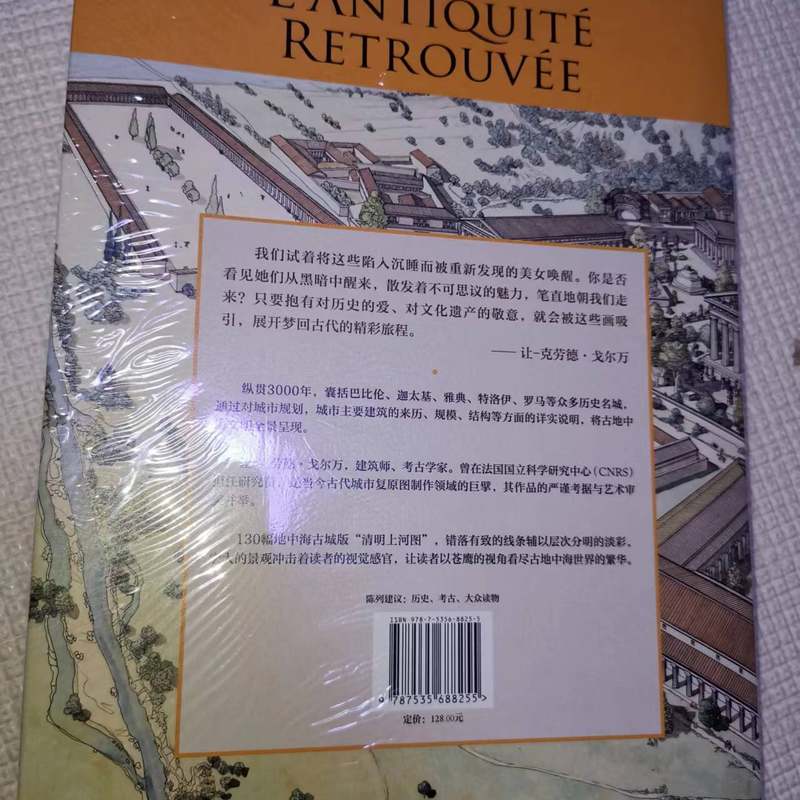 L'ANTIQUITÉ
RETROUVÉE
我们试着将这些陷入沉睡而被重新发现的美女唤醒。你是否
看见她们从黑暗中醒来，散发着不可思议的魅力，笔直地朝我们走
来？只要抱有对历史的爱、对文化遗产的敬意，就会被这些画吸
引，展开梦回古代的精彩旅程。
——让-克劳德·戈尔万
纵贯3000年，囊括巴比伦、迦太基、雅典、特洛伊、罗马等众多历史名城，
通过对城市规划，城市主要建筑的来历、规模、结构等方面的详实说明，将古地中
全景呈现。
劳德·戈尔万，建筑师、考古学家。曾在法国国立科学研究中心（CNRS）
担任研究员，是当今古代城市复原图制作领域的巨擘，其作品的严谨考据与艺术审
并举。
130幅地中海古城版“清明上河图”，错落有致的线条辅以层次分明的淡彩。
人的景观冲击着读者的视觉感官，让读者以苍鹰的视角看尽古地中海世界的繁华。
陈列建议：历史、考古、大众读物
ISBN 978-7-5356-8825-5
9 787535 688255>
定价：128.00元